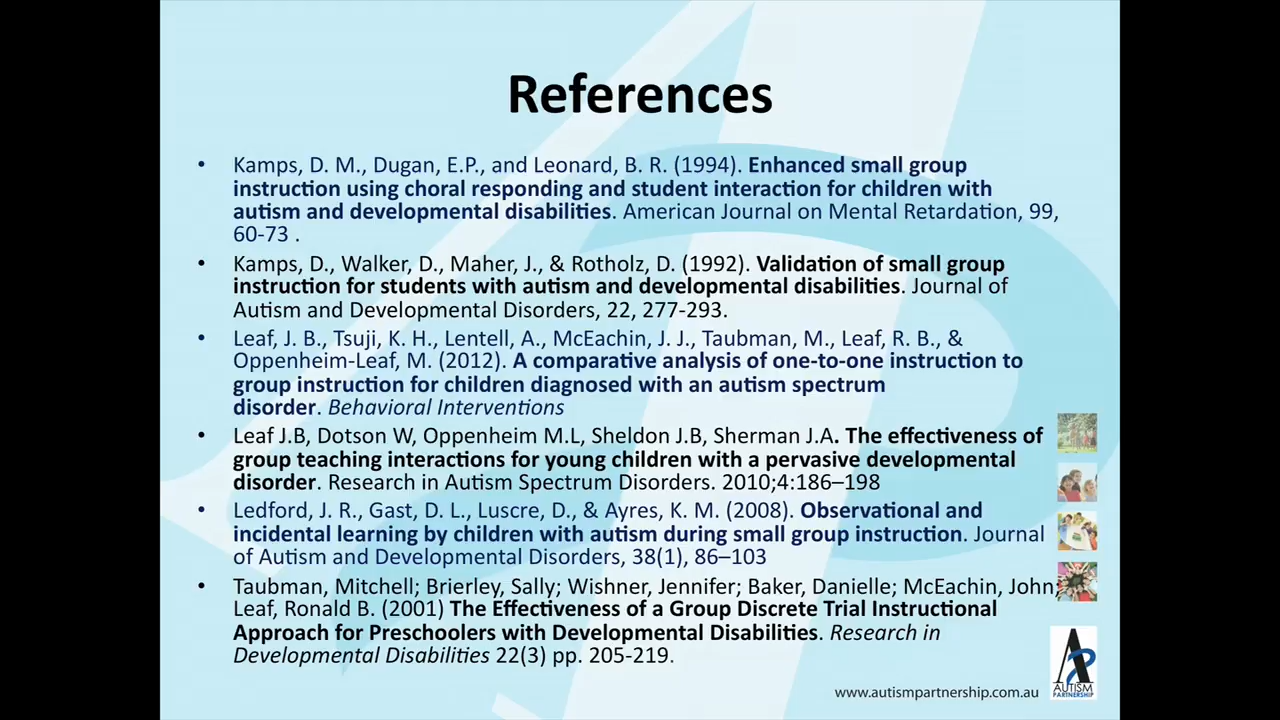 References
• Kamps, D. M., Dugan, E.P., and Leonard, B. R. (1994). Enhanced small group
instruction using choral responding and student interaction for children with
autism and developmental disabilities. American Journal on Mental Retardation, 99,
60-73 .
• Kamps, D., Walker, D., Maher, J., & Rotholz, D. (1992). Validation of small group
instruction for students with autism and developmental disabilities. Journal of
Autism and Developmental Disorders, 22, 277-293.
• Leaf, J. B., Tsuji, K. H., Lentell, A., McEachin, J. J., Taubman, M., Leaf, R. B., &
Oppenheim-Leaf, M. (2012). A comparative analysis of one-to-one instruction to
group instruction for children diagnosed with an autism spectrum
disorder. Behavioral Interventions
• Leaf J.B, Dotson W, Oppenheim M.L, Sheldon J.B, Sherman J.A. The effectiveness of
group teaching interactions for young children with a pervasive developmental
disorder. Research in Autism Spectrum Disorders. 2010;4:186–198
• Ledford, J. R., Gast, D. L., Luscre, D., & Ayres, K. M. (2008). Observational and
incidental learning by children with autism during small group instruction. Journal
of Autism and Developmental Disorders, 38(1), 86–103
• Taubman, Mitchell; Brierley, Sally; Wishner, Jennifer; Baker, Danielle; McEachin, John;
Leaf, Ronald B. (2001) The Effectiveness of a Group Discrete Trial Instructional
Approach for Preschoolers with Developmental Disabilities. Research in
Developmental Disabilities 22(3) pp. 205-219.
www.autismpartnership.com.au
AP
AUTISM
PARTNERSHIP